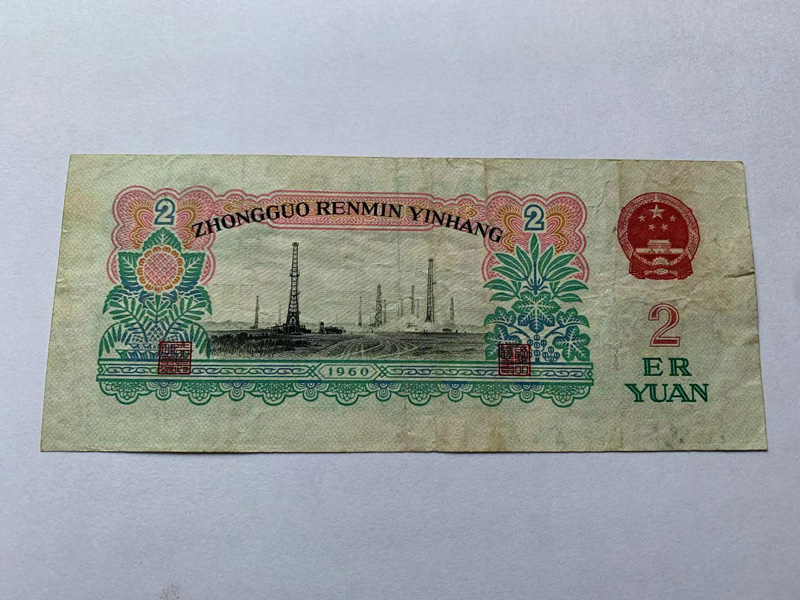 2
ZHONGGUO RENMIN YINHANG
2
1960
2
ER
YUAN